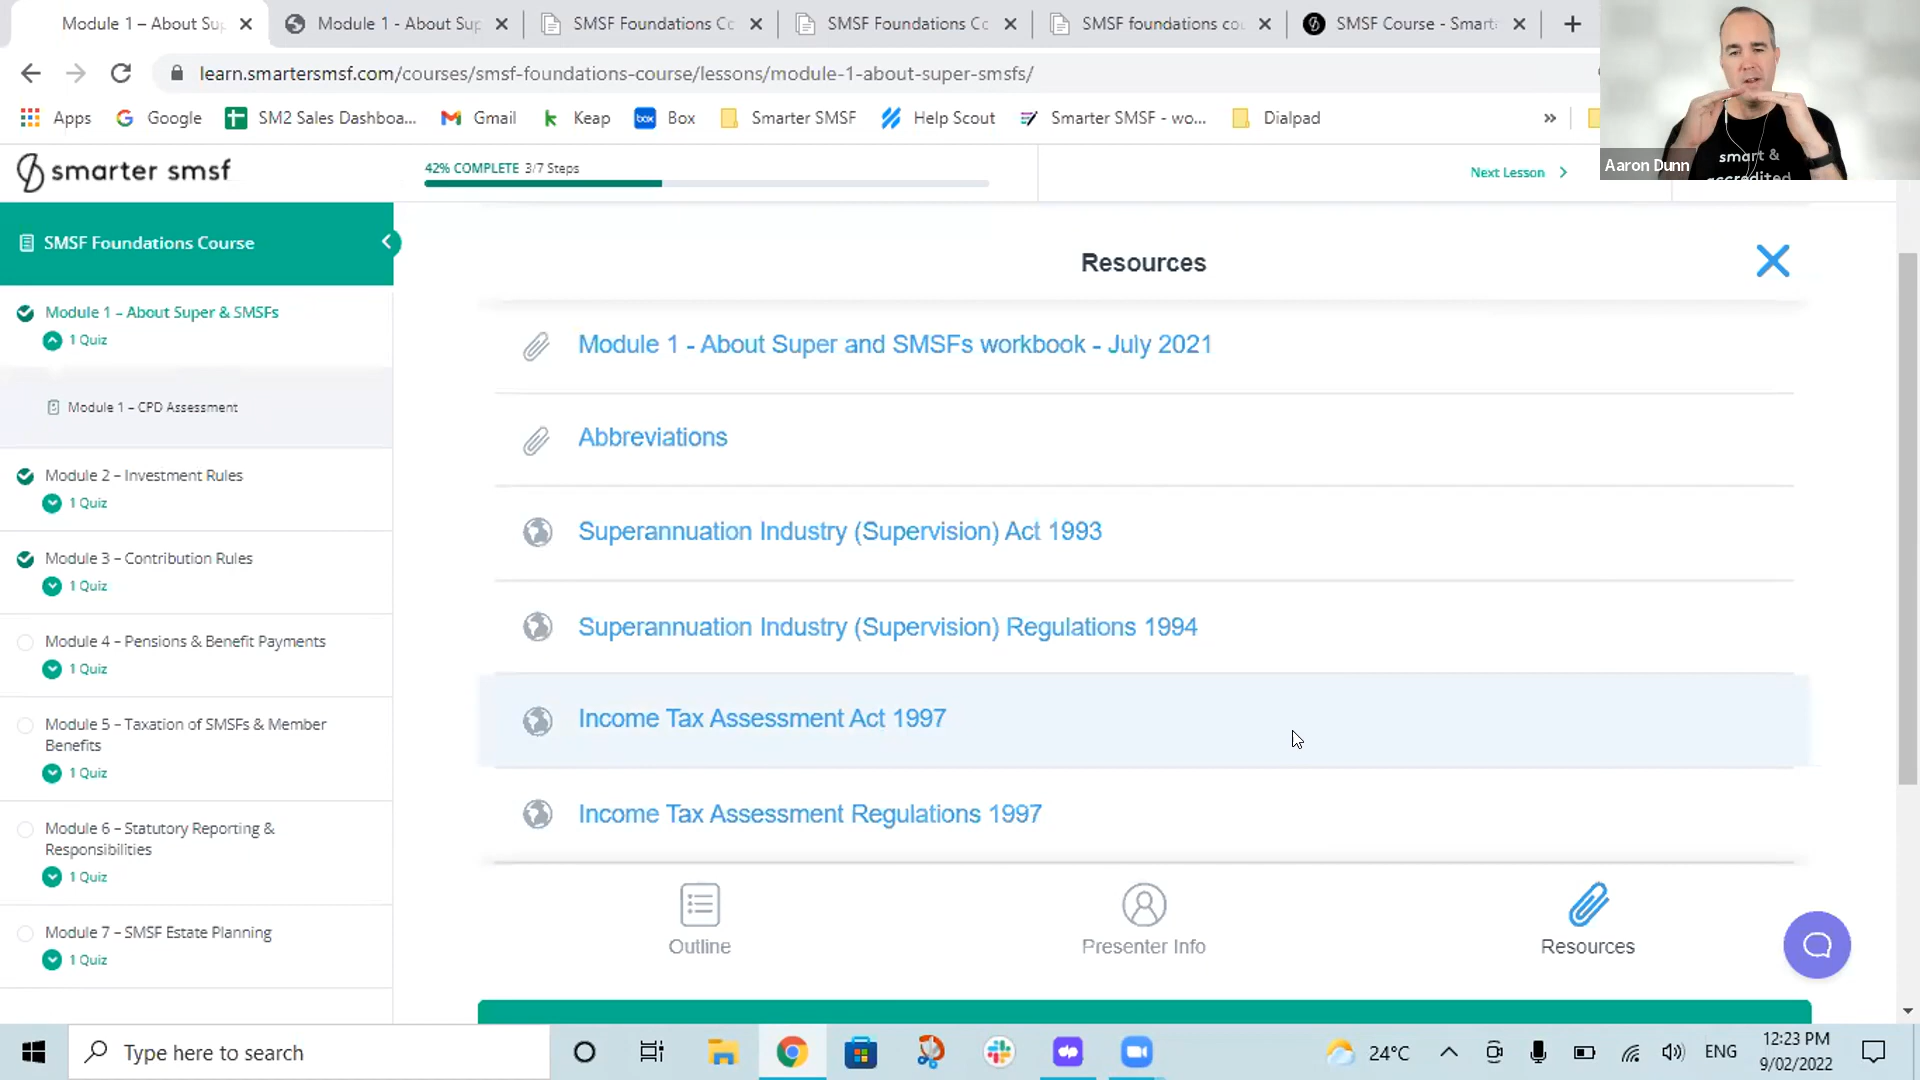 Module 1 – About Su
Module 1 - About Sup
SMSF Foundations Co
SMSF Foundations Co
SMSF foundations cou
SMSF Course - Smart
learn.smartersmsf.com/courses/smsf-foundations-course/lessons/module-1-about-super-smsfs/
Apps
Google
SM2 Sales Dashboa...
Gmail
Keap
box
Box
Smarter SMSF
Help Scout
Smarter SMSF - wo...
Dialpad
»
smart &
accredited
Aaron Dunn
smarter smsf
42% COMPLETE 3/7 Steps
Next Lesson
SMSF Foundations Course
Module 1 – About Super & SMSFs
1 Quiz
Module 1 – CPD Assessment
Module 2 – Investment Rules
1 Quiz
Module 3 – Contribution Rules
1 Quiz
Module 4 – Pensions & Benefit Payments
1 Quiz
Module 5 – Taxation of SMSFs & Member
Benefits
1 Quiz
Module 6 – Statutory Reporting &
Responsibilities
1 Quiz
Module 7 – SMSF Estate Planning
1 Quiz
Resources
Module 1 - About Super and SMSFs workbook - July 2021
Abbreviations
Superannuation Industry (Supervision) Act 1993
Superannuation Industry (Supervision) Regulations 1994
Income Tax Assessment Act 1997
Income Tax Assessment Regulations 1997
Outline
Presenter Info
Resources
Type here to search
24°C
ENG
12:23 PM
9/02/2022